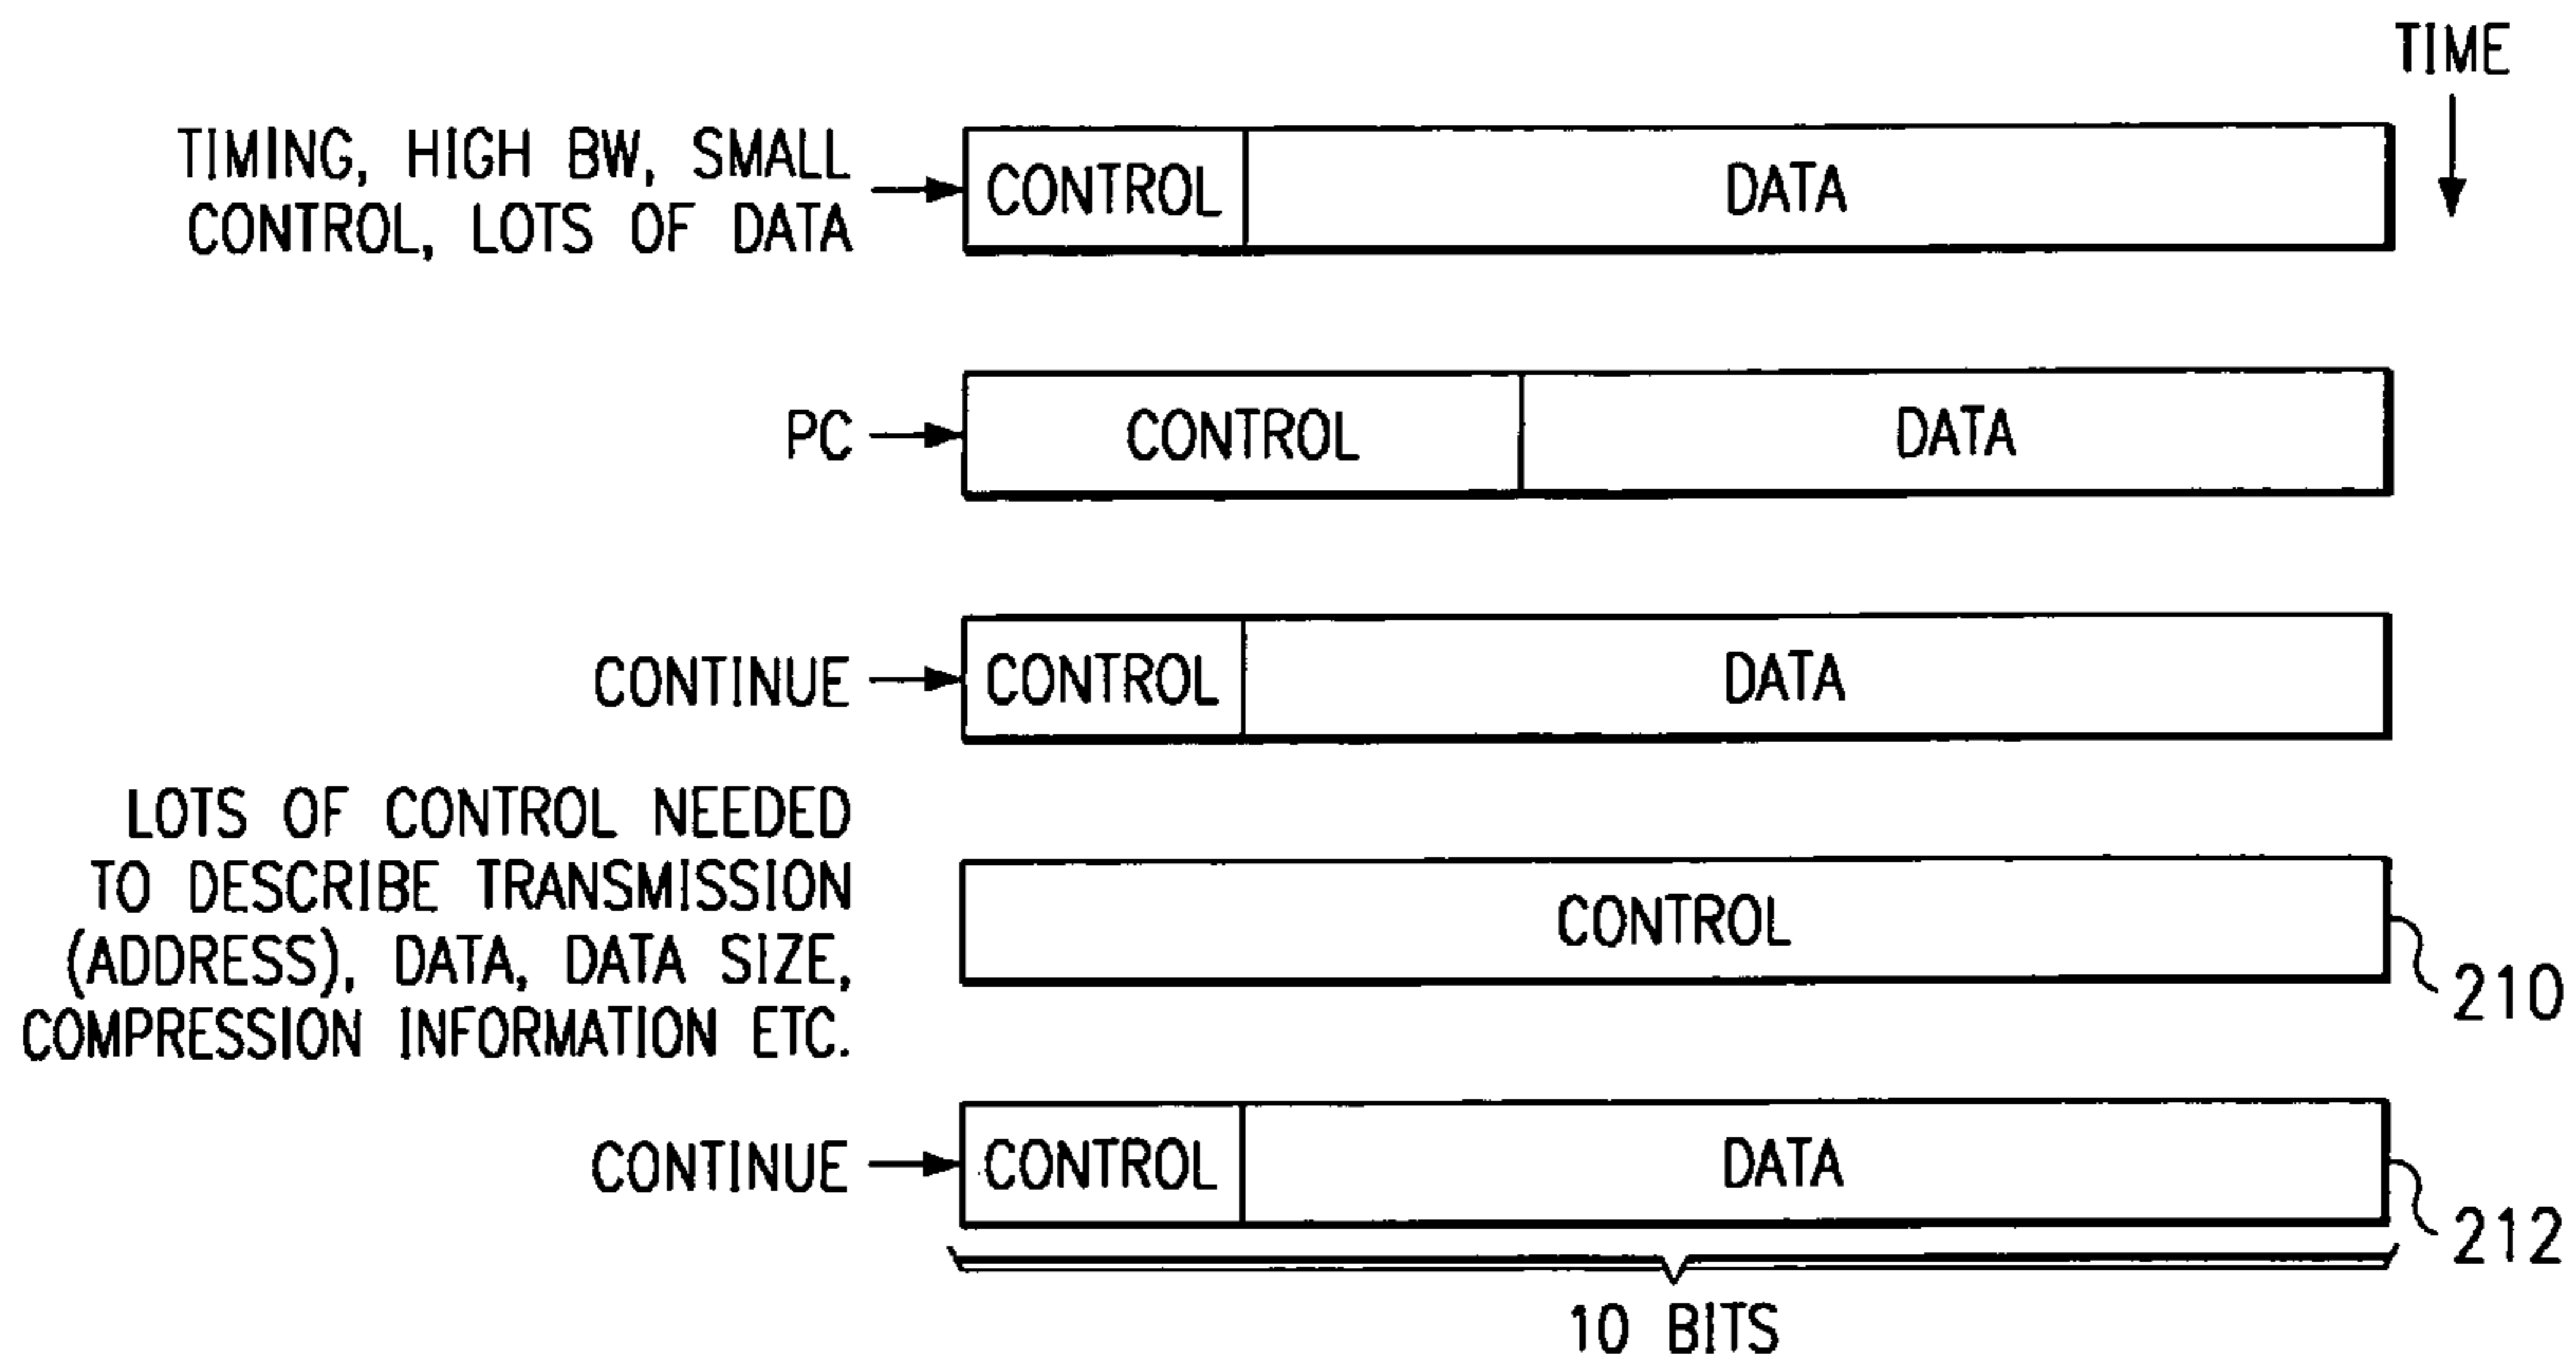 TIME
TIMING, HIGH BW, SMALL
CONTROL, LOTS OF DATA
CONTROL
DATA
PC
CONTROL
DATA
CONTINUE
CONTROL
DATA
LOTS OF CONTROL NEEDED
TO DESCRIBE TRANSMISSION
(ADDRESS), DATA, DATA SIZE,
COMPRESSION INFORMATION ETC.
CONTROL
210
CONTINUE
CONTROL
DATA
212
10 BITS